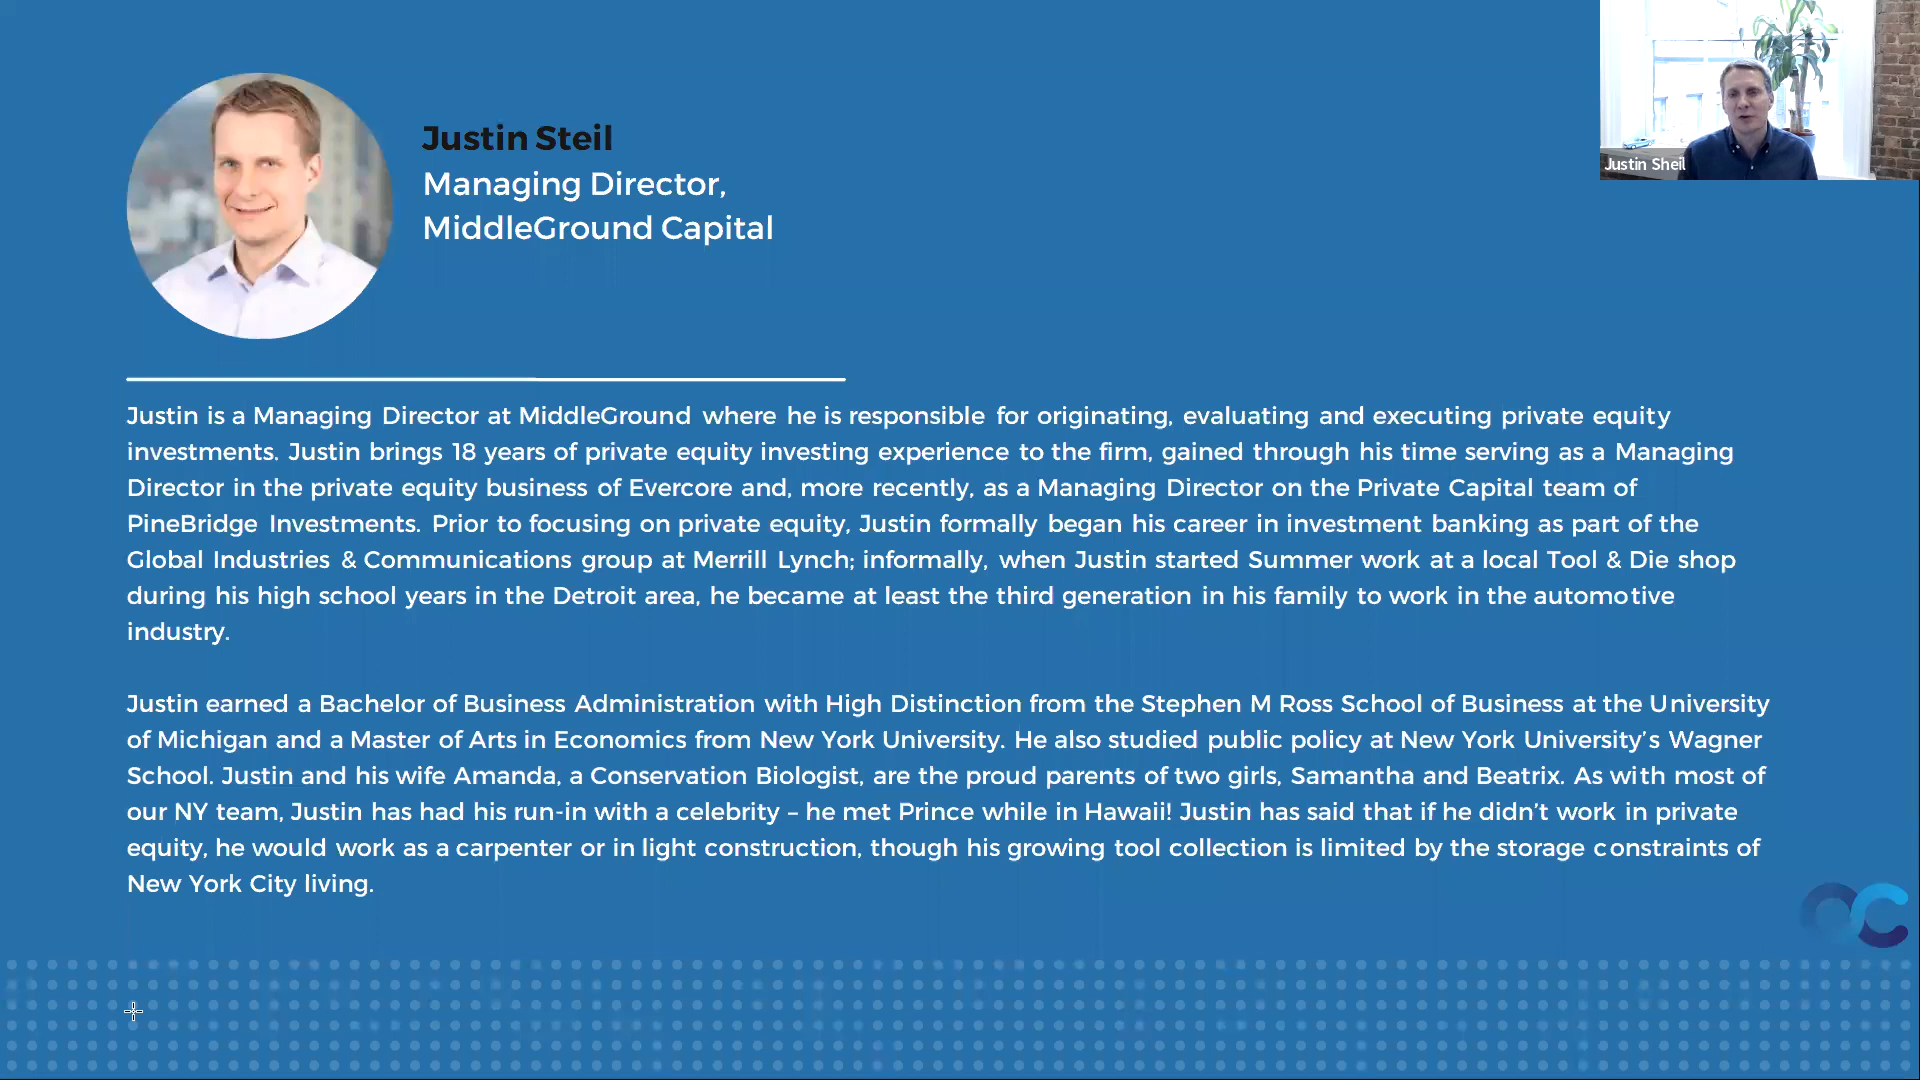 Justin Steil
Managing Director,
MiddleGround Capital
Justin Sheil
Justin is a Managing Director at MiddleGround where he is responsible for originating, evaluating and executing private equity
investments. Justin brings 18 years of private equity investing experience to the firm, gained through his time serving as a Managing
Director in the private equity business of Evercore and, more recently, as a Managing Director on the Private Capital team of
PineBridge Investments. Prior to focusing on private equity, Justin formally began his career in investment banking as part of the
Global Industries & Communications group at Merrill Lynch; informally, when Justin started Summer work at a local Tool & Die shop
during his high school years in the Detroit area, he became at least the third generation in his family to work in the automotive
industry.
Justin earned a Bachelor of Business Administration with High Distinction from the Stephen M Ross School of Business at the University
of Michigan and a Master of Arts in Economics from New York University. He also studied public policy at New York University's Wagner
School. Justin and his wife Amanda, a Conservation Biologist, are the proud parents of two girls, Samantha and Beatrix. As with most of
our NY team, Justin has had his run-in with a celebrity – he met Prince while in Hawaii! Justin has said that if he didn't work in private
equity, he would work as a carpenter or in light construction, though his growing tool collection is limited by the storage constraints of
New York City living.